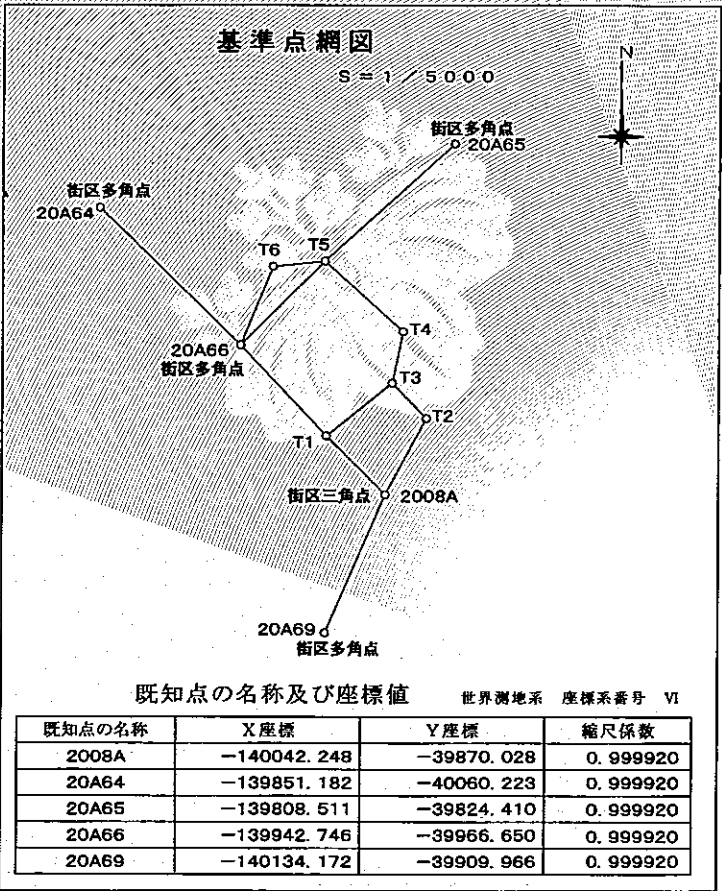 基準点網図
S=1/5000
N
街区多角点
20A65
街区多角点
20A64
T6
T5
T4
20A66
街区多角点
T3
T2
T1
街区三角点 2008A
20A69
街区多角点
既知点の名称及び座標値 世界測地系 座標系番号 Ⅵ
既知点の名称 X座標 Y座標 縮尺係数
2008A -140042.248 -39870.028 0.999920
20A64 -139851.182 -40060.223 0.999920
20A65 -139808.511 -39824.410 0.999920
20A66 -139942.746 -39966.650 0.999920
20A69 -140134.172 -39909.966 0.999920